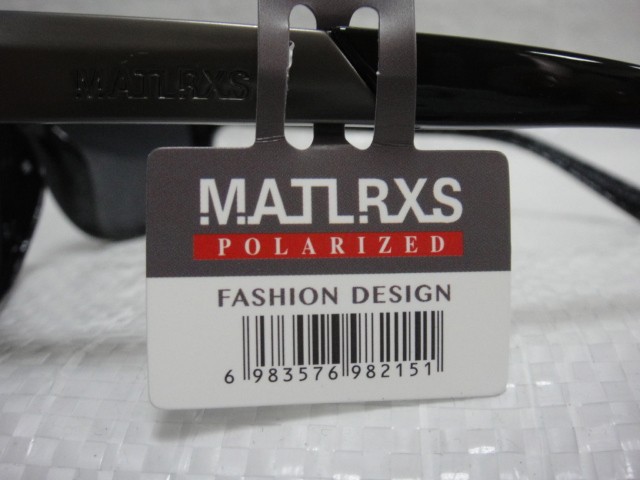 MATLRXS
MATLRXS
POLARIZED
FASHION DESIGN
6 983576 982151